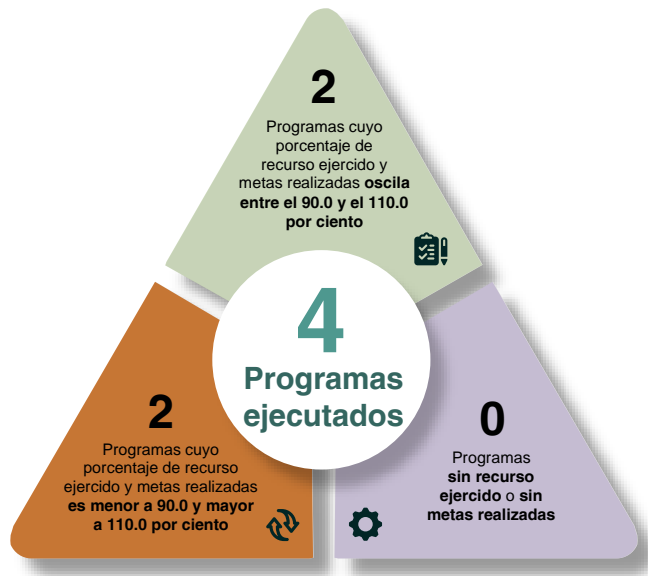 2
Programas cuyo
porcentaje de
recurso ejercido y
metas realizadas oscila
entre el 90.0 y el 110.0
por ciento
4
Programas
ejecutados
2
Programas cuyo
porcentaje de recurso
ejercido y metas realizadas
es menor a 90.0 y mayor
a 110.0 por ciento
0
Programas
sin recurso
ejercido o sin
metas realizadas